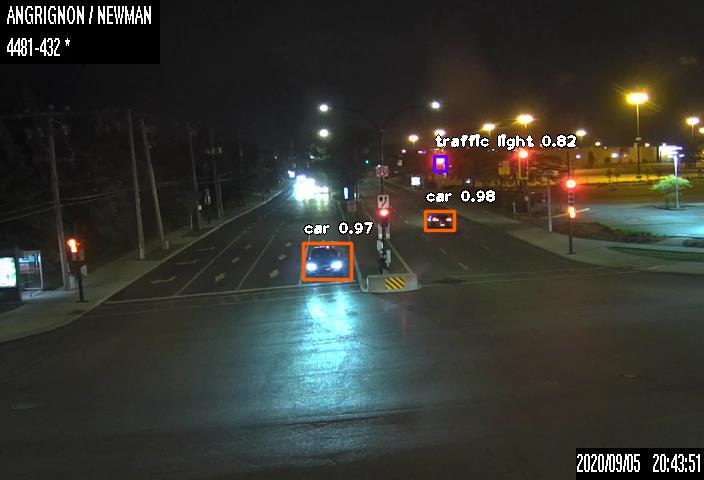 ANGRIGNON / NEWMAN
4481-432 *
traffic light 0.82
car 0.98
car 0.97
2020/09/05 20:43:51